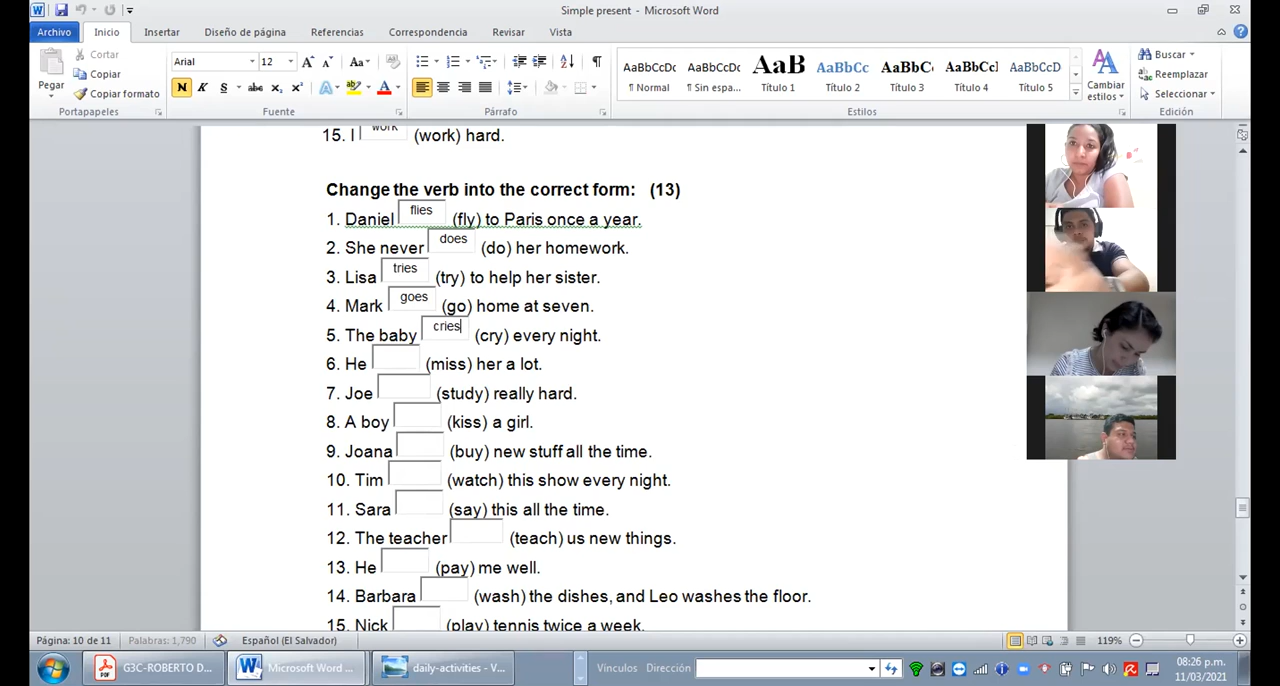 Simple present - Microsoft Word
Archivo Inicio Insertar Diseño de página Referencias Correspondencia Revisar Vista
Pegar
Cortar
Copiar
Copiar formato
Portapapeles
Arial 12
N K S abc x₂ x² A ab A
Fuente
Párrafo
AaBbCcDc AaBbCcDc AaB AaBbCc AaBbC AaBbCcI AaBbCcD
¶ Normal ¶ Sin espa... Título 1 Título 2 Título 3 Título 4 Título 5
Estilos
Cambiar estilos
Buscar
Reemplazar
Seleccionar
Edición
15. I work (work) hard.
Change the verb into the correct form: (13)
1. Daniel flies (fly) to Paris once a year.
2. She never does (do) her homework.
3. Lisa tries (try) to help her sister.
4. Mark goes (go) home at seven.
5. The baby cries (cry) every night.
6. He (miss) her a lot.
7. Joe (study) really hard.
8. A boy (kiss) a girl.
9. Joana (buy) new stuff all the time.
10. Tim (watch) this show every night.
11. Sara (say) this all the time.
12. The teacher (teach) us new things.
13. He (pay) me well.
14. Barbara (wash) the dishes, and Leo washes the floor.
15. Nick (play) tennis twice a week.
Página: 10 de 11 Palabras: 1,790 Español (El Salvador) 119%
G3C-ROBERTO D... Microsoft Word ... daily-activities - V... Vínculos Dirección 08:26 p.m.
11/03/2021